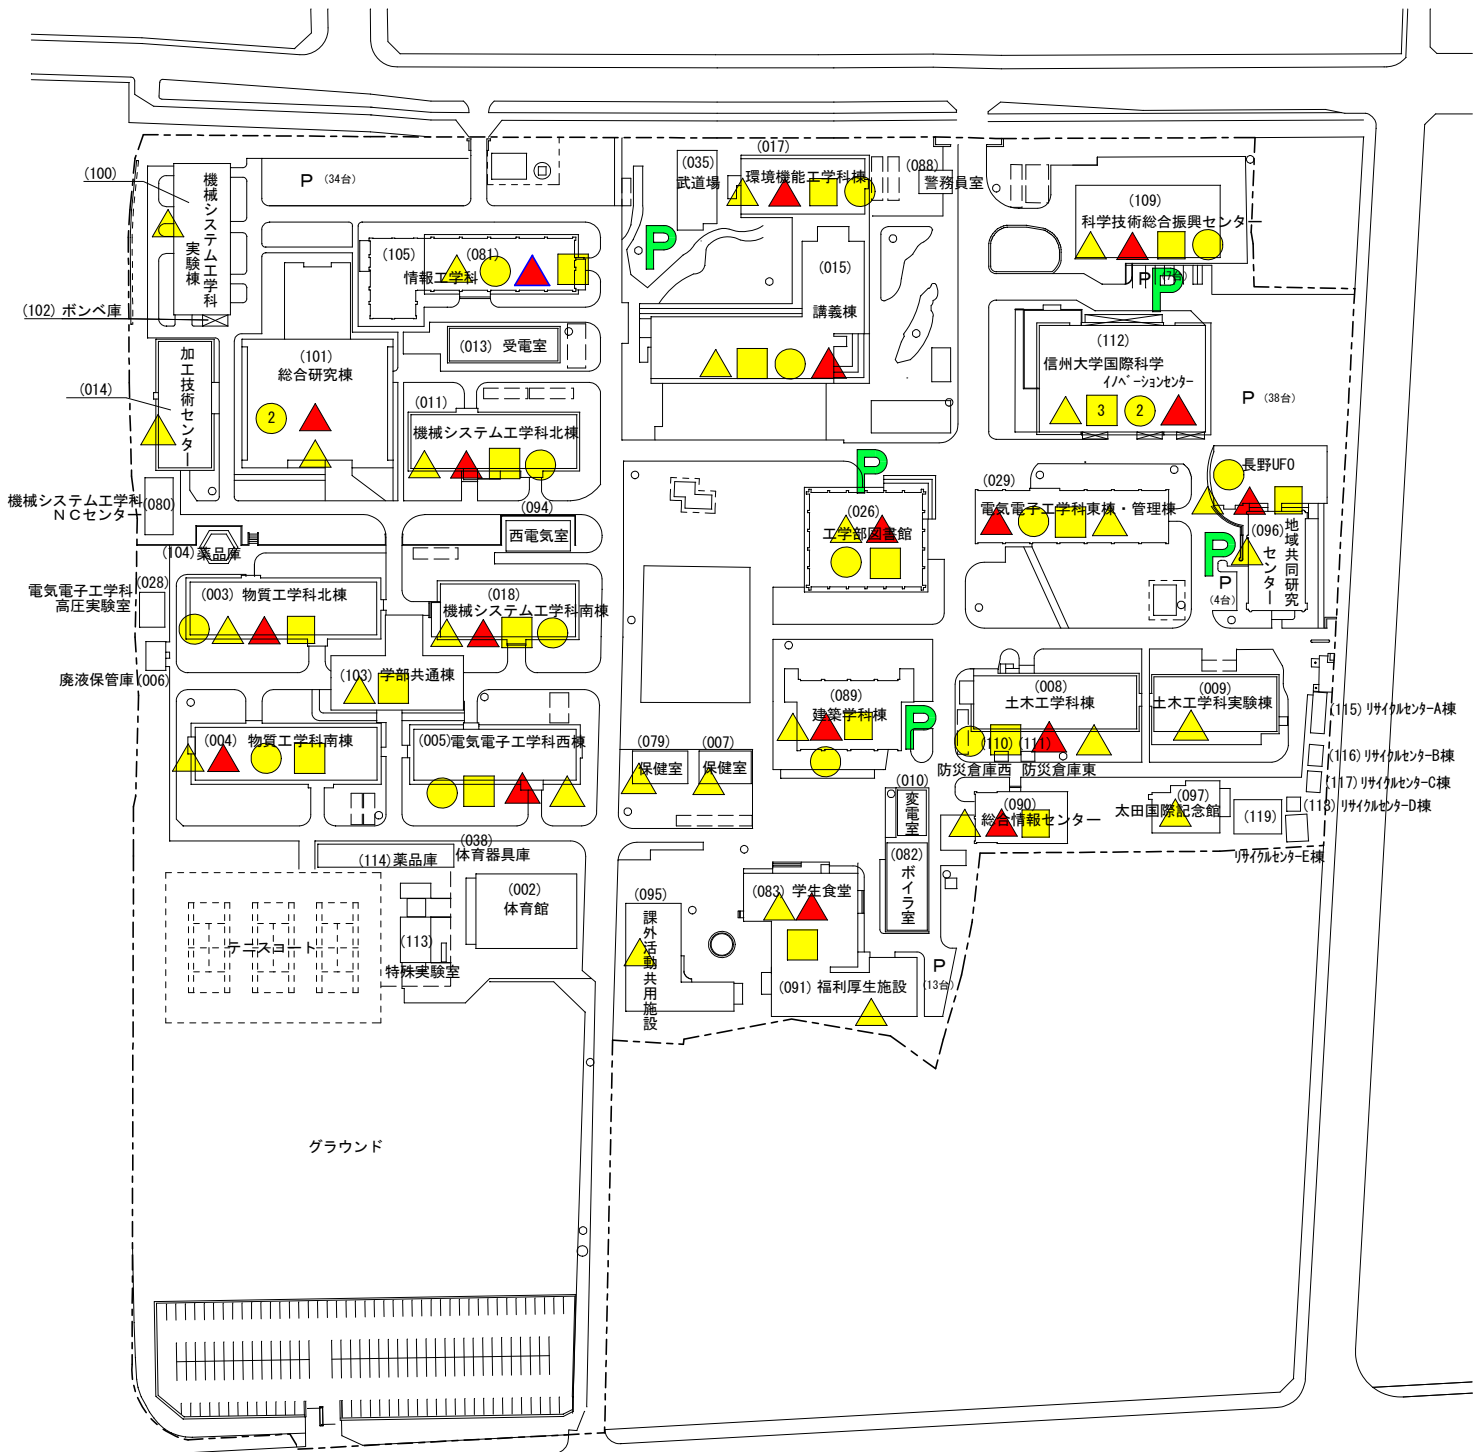 (100)
機械システム工学科
実験棟
P (34台)
(035)
武道場
(017)
環境機能工学科棟
(088)
警務員室
(109)
科学技術総合振興センター
P
P
P
(105)
(081)
情報工学科
(015)
講義棟
(102) ボンベ庫
(013) 受電室
(014)
加工技術センター
(101)
総合研究棟
2
(011)
機械システム工学科北棟
(112)
信州大学国際科学
イノベーションセンター
3
2
P (38台)
機械システム工学科
NCセンター
(080)
(094)
西電気室
P
(026)
工学部図書館
(029)
電気電子工学科東棟・管理棟
長野UFO
(096)
地域共同研究
センター
P
P
(4台)
(104) 薬品庫
(028)
電気電子工学科
高圧実験室
(003) 物質工学科北棟
(018)
機械システム工学科南棟
廃液保管庫 (006)
(103) 学部共通棟
(004) 物質工学科南棟
(005) 電気電子工学科西棟
(079)
保健室
(007)
保健室
(089)
建築学科棟
P
(008)
土木工学科棟
(009)
土木工学科実験棟
(110) (111)
防災倉庫西 防災倉庫東
(115) リサイクルセンターA棟
(116) リサイクルセンターB棟
(117) リサイクルセンターC棟
(118) リサイクルセンターD棟
(119)
リサイクルセンターE棟
(010)
変電室
(090)
総合情報センター
(097)
太田国際記念館
(038)
体育器具庫
(114) 薬品庫
(002)
体育館
(113)
特殊実験室
テニスコート
(095)
課外活動共用施設
(083) 学生食堂
(082)
ボイラ室
(091) 福利厚生施設
P
(13台)
グラウンド